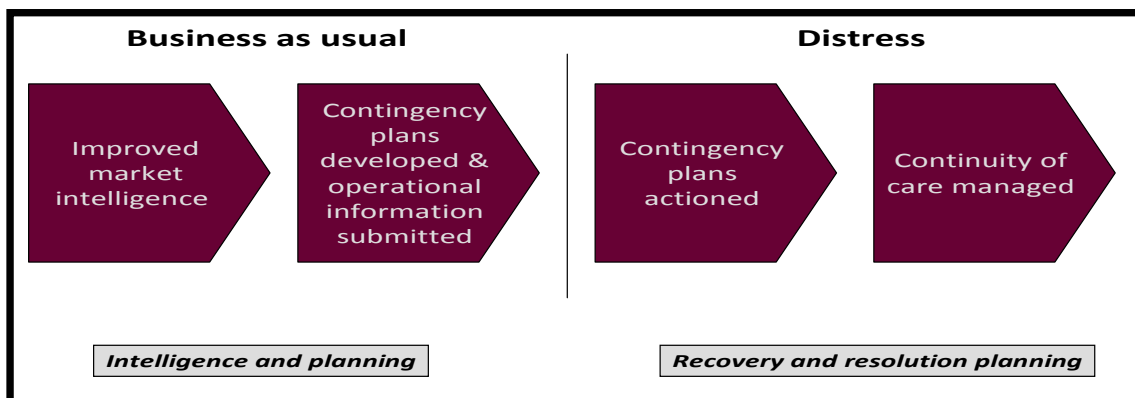 Business as usual
Distress
Improved
market
intelligence
Contingency
plans
developed &
operational
information
submitted
Contingency
plans
actioned
Continuity of
care managed
Intelligence and planning
Recovery and resolution planning